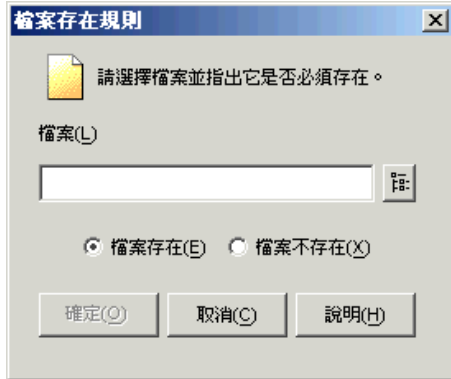 檔案存在規則
請選擇檔案並指出它是否必須存在。
檔案(L)
檔案存在(E) 檔案不存在(X)
確定(O) 取消(C) 說明(H)